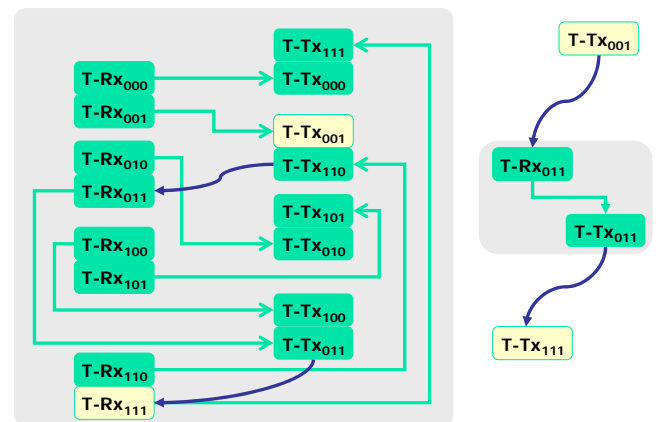 T-Tx111
T-Rx000
T-Tx000
T-Rx001
T-Tx001
T-Rx010
T-Tx110
T-Rx011
T-Tx101
T-Rx100
T-Tx010
T-Rx101
T-Tx100
T-Tx011
T-Rx110
T-Rx111
T-Tx001
T-Rx011
T-Tx011
T-Tx111